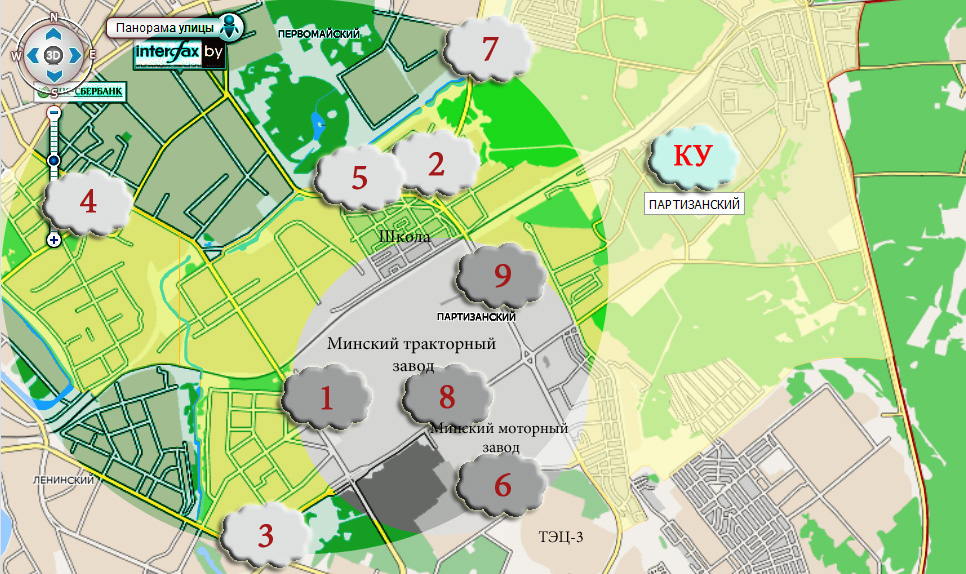 N
Панорама улицы
W
3D
E
S
interfax by
СБЕРБАНК
ПЕРВОМАЙСКИЙ
7
2
5
4
КУ
ПАРТИЗАНСКИЙ
Школа
9
ПАРТИЗАНСКИЙ
Минский тракторный
завод
1
8
Минский моторный
завод
6
ЛЕНИНСКИЙ
3
ТЭЦ-3